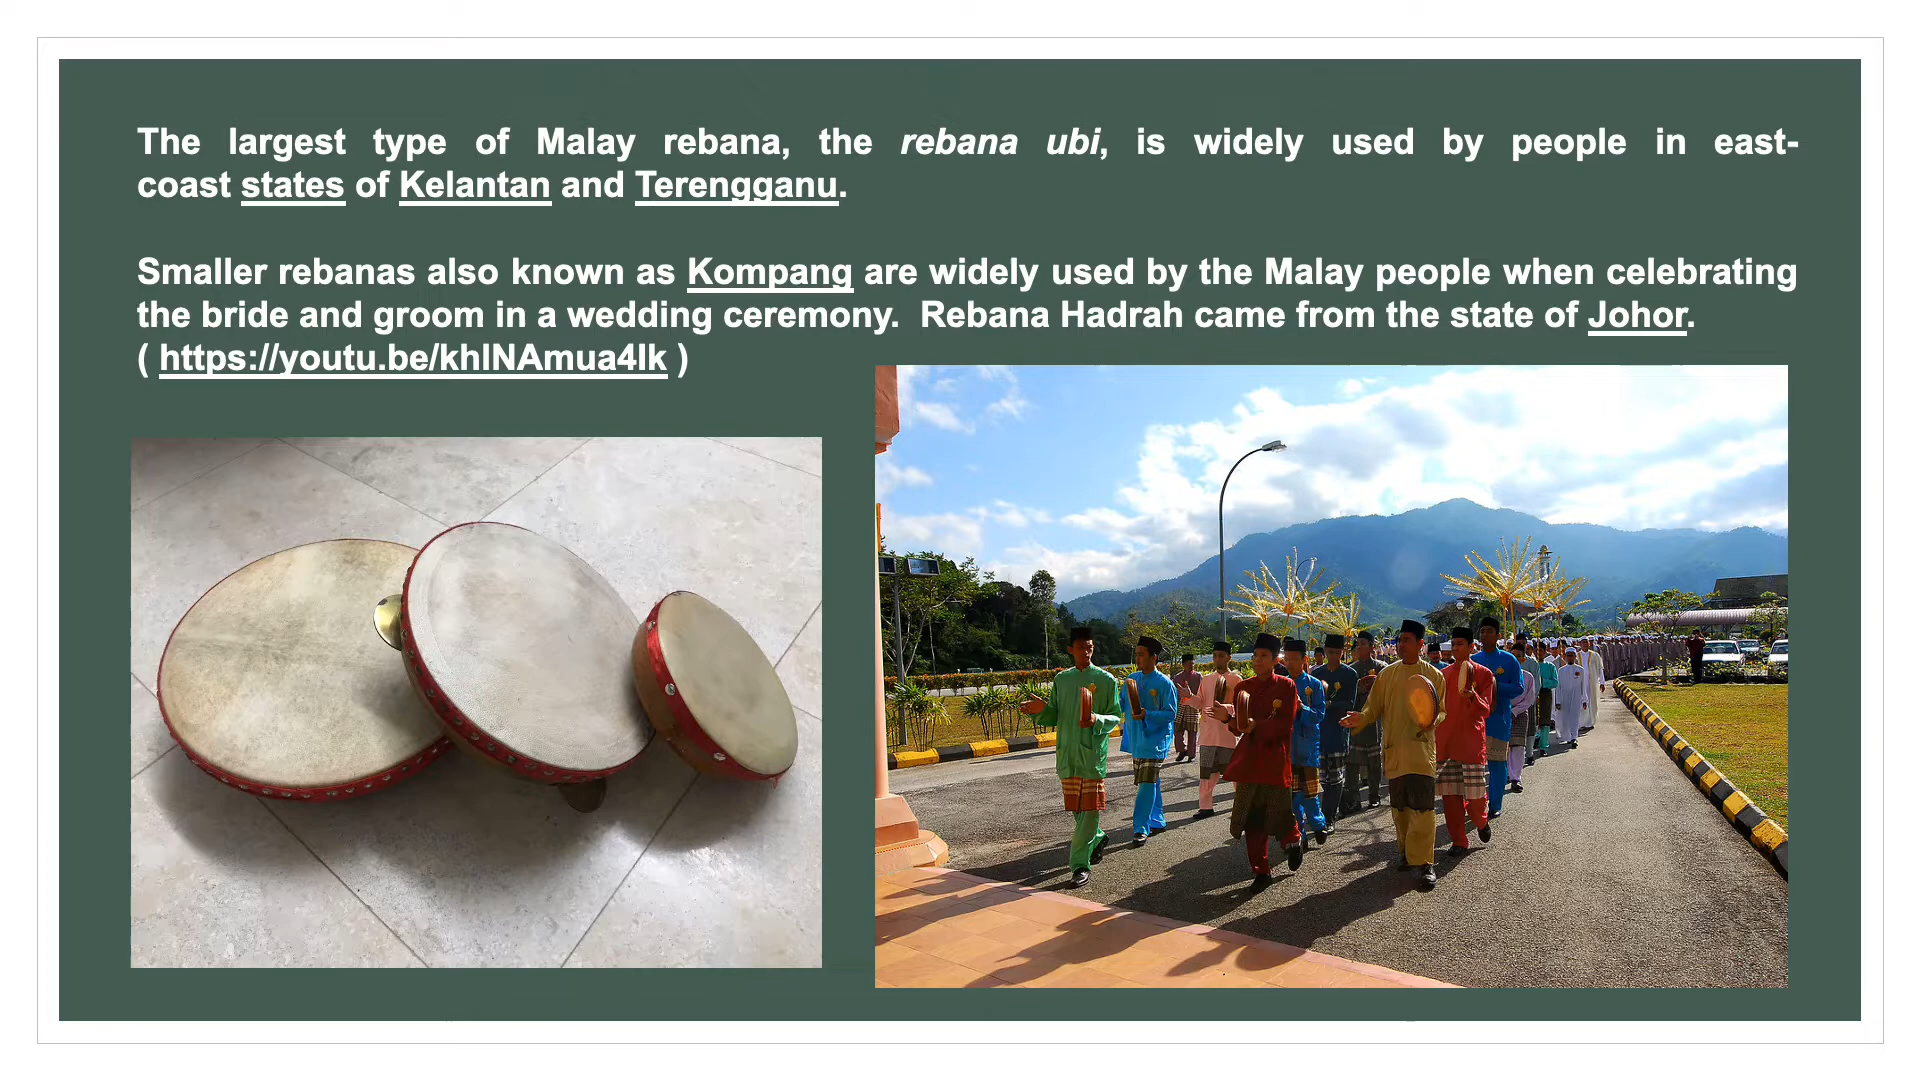 The largest type of Malay rebana, the rebana ubi, is widely used by people in east-
coast states of Kelantan and Terengganu.
Smaller rebanas also known as Kompang are widely used by the Malay people when celebrating
the bride and groom in a wedding ceremony.  Rebana Hadrah came from the state of Johor.
( https://youtu.be/khlNAmua4lk )